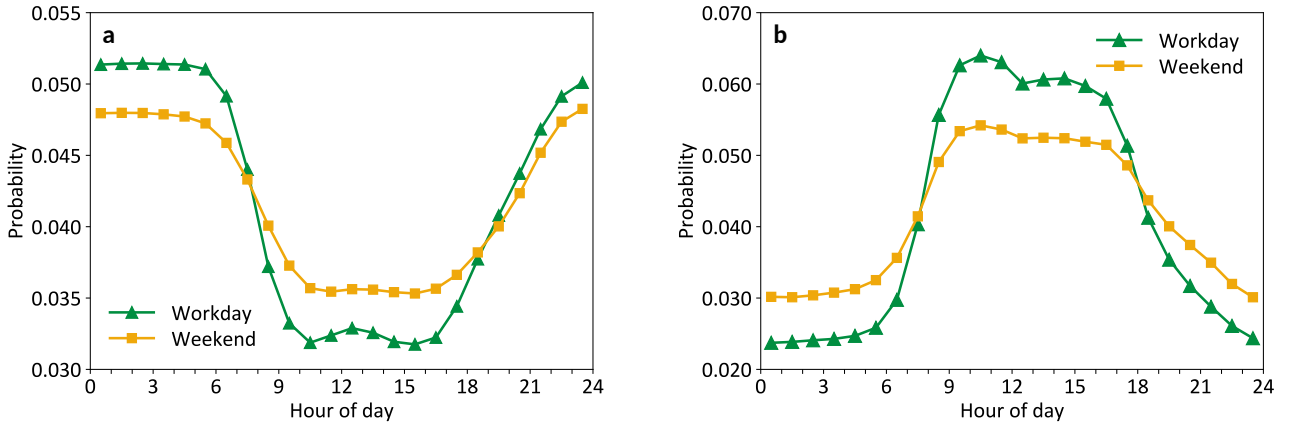 a
0.055
0.050
0.045
0.040
0.035
0.030
Probability
Workday
Weekend
0 3 6 9 12 15 18 21 24
Hour of day
b
0.070
0.060
0.050
0.040
0.030
0.020
Probability
Workday
Weekend
0 3 6 9 12 15 18 21 24
Hour of day